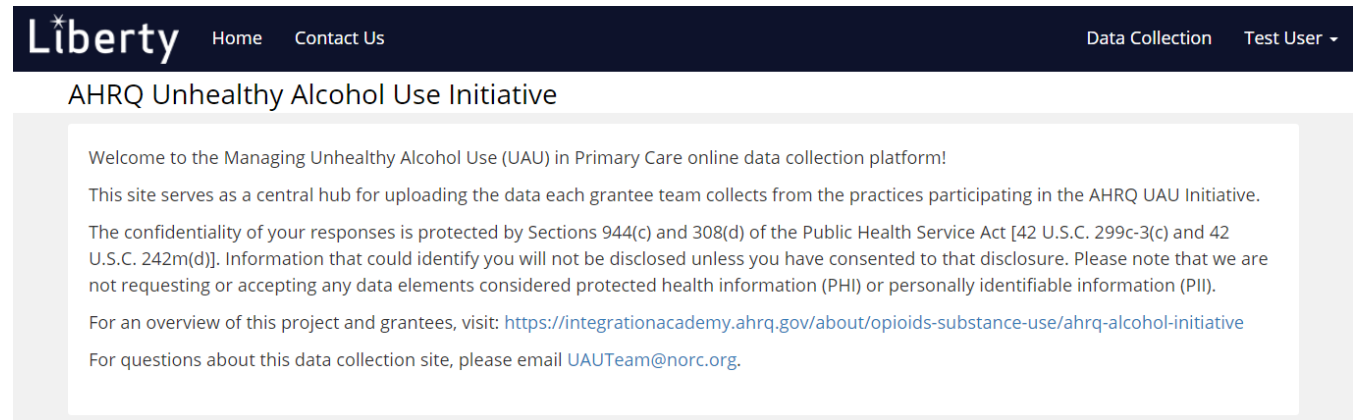 Liberty Home Contact Us Data Collection Test User
AHRQ Unhealthy Alcohol Use Initiative
Welcome to the Managing Unhealthy Alcohol Use (UAU) in Primary Care online data collection platform!
This site serves as a central hub for uploading the data each grantee team collects from the practices participating in the AHRQ UAU Initiative.
The confidentiality of your responses is protected by Sections 944(c) and 308(d) of the Public Health Service Act [42 U.S.C. 299c-3(c) and 42
U.S.C. 242m(d)]. Information that could identify you will not be disclosed unless you have consented to that disclosure. Please note that we are
not requesting or accepting any data elements considered protected health information (PHI) or personally identifiable information (PII).
For an overview of this project and grantees, visit: https://integrationacademy.ahrq.gov/about/opioids-substance-use/ahrq-alcohol-initiative
For questions about this data collection site, please email UAUTeam@norc.org.